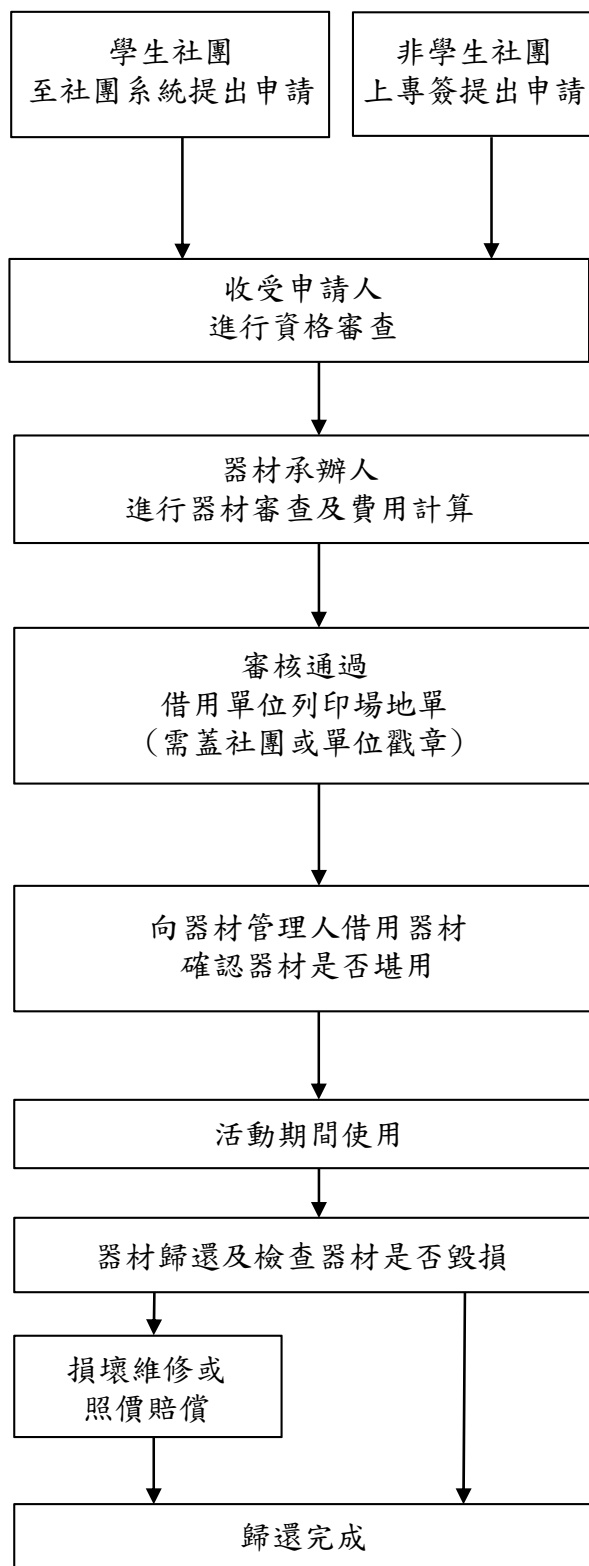 學生社團
至社團系統提出申請
非學生社團
上專簽提出申請
收受申請人
進行資格審查
器材承辦人
進行器材審查及費用計算
審核通過
借用單位列印場地單
（需蓋社團或單位戳章）
向器材管理人借用器材
確認器材是否堪用
活動期間使用
器材歸還及檢查器材是否毀損
損壞維修或
照價賠償
歸還完成